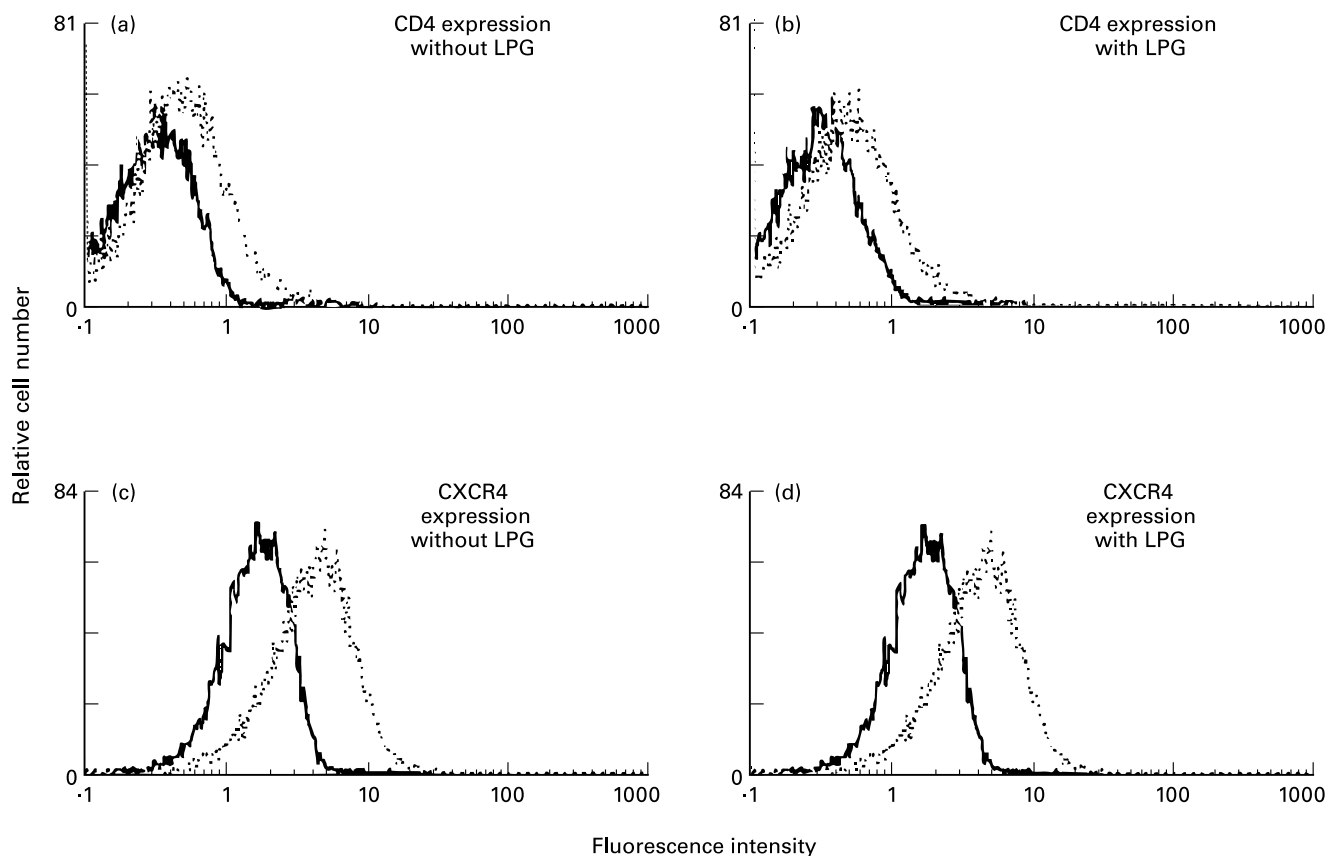 81
(a)
CD4 expression
without LPG
0
-1 1 10 100 1000
81
(b)
CD4 expression
with LPG
0
-1 1 10 100 1000
Relative cell number
84
(c)
CXCR4
expression
without LPG
0
-1 1 10 100 1000
84
(d)
CXCR4
expression
with LPG
0
-1 1 10 100 1000
Fluorescence intensity